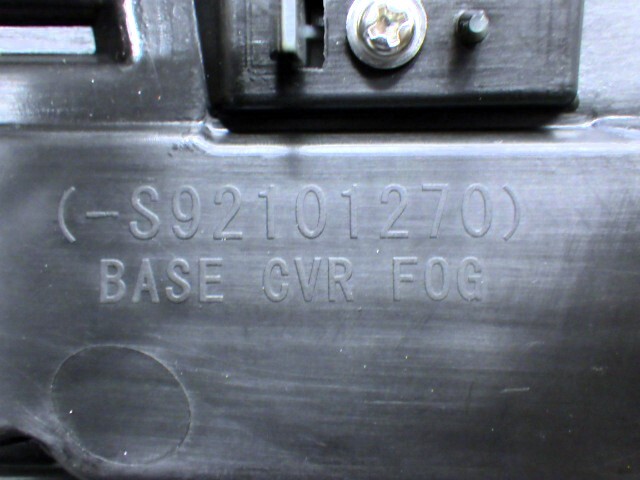 (-S92101270)
BASE CVR FOG